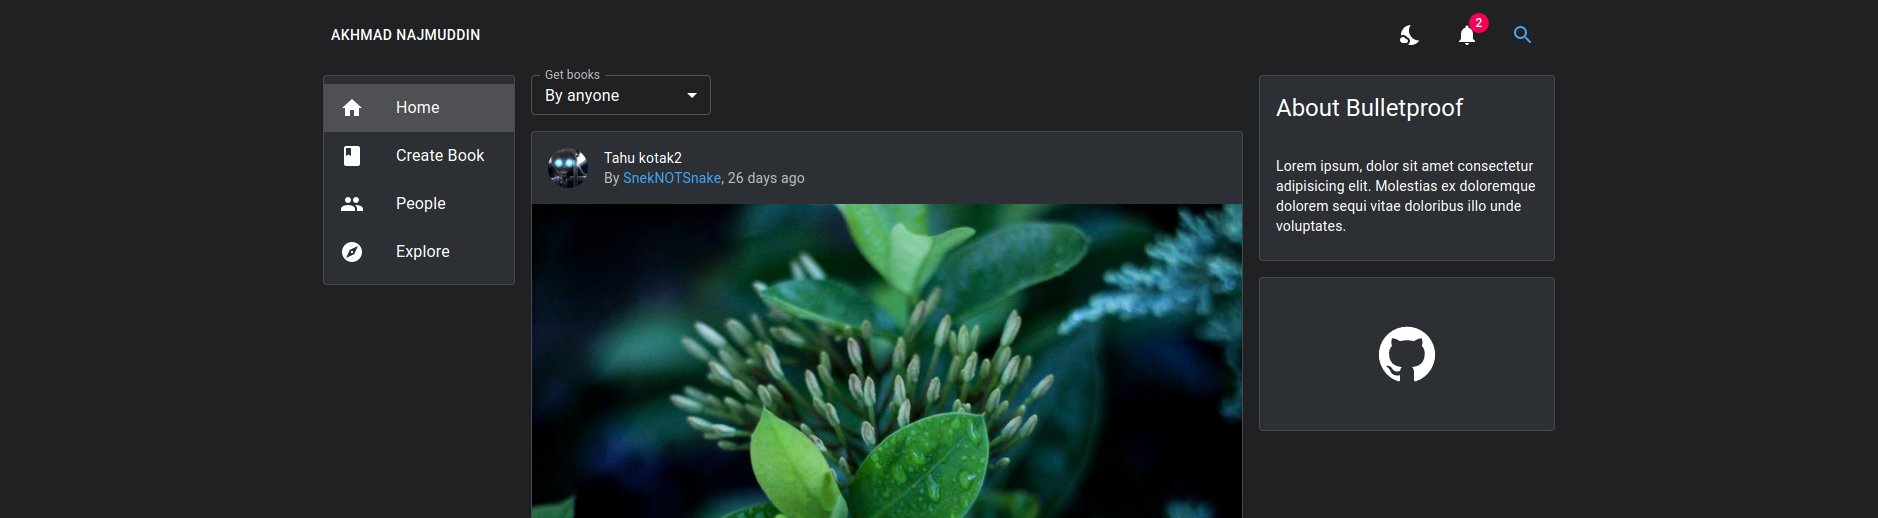 AKHMAD NAJMUDDIN
2
Home
Create Book
People
Explore
Get books
By anyone
Tahu kotak2
By SnekNOTSnake, 26 days ago
About Bulletproof
Lorem ipsum, dolor sit amet consectetur
adipisicing elit. Molestias ex doloremque
dolorem sequi vitae doloribus illo unde
voluptates.